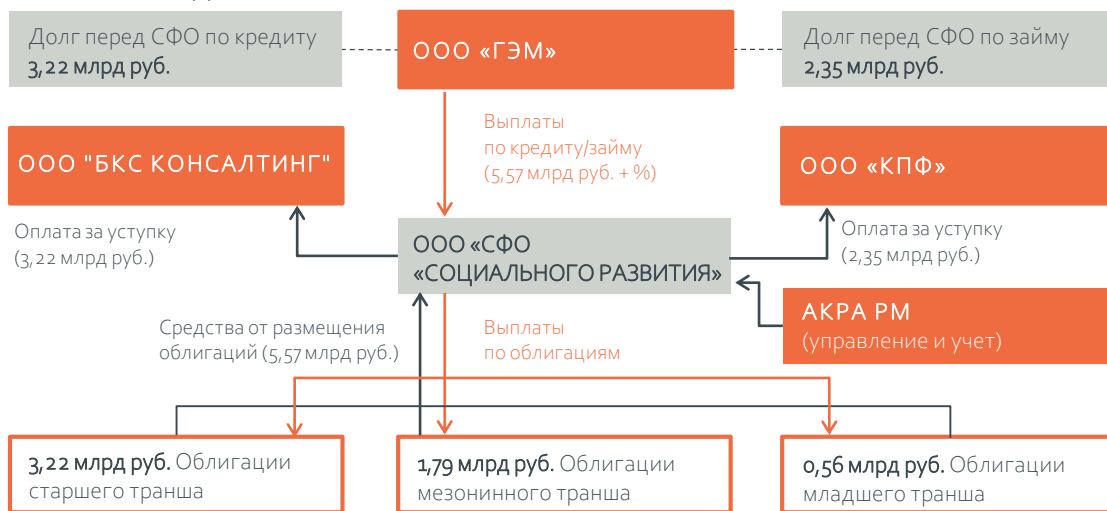 Долг перед СФО по кредиту
3,22 млрд руб.
ООО «ГЭМ»
Долг перед СФО по займу
2,35 млрд руб.
Выплаты
по кредиту/займу
(5,57 млрд руб. + %)
ООО "БКС КОНСАЛТИНГ"
ООО «КПФ»
Оплата за уступку
(3,22 млрд руб.)
ООО «СФО
«СОЦИАЛЬНОГО РАЗВИТИЯ»
Оплата за уступку
(2,35 млрд руб.)
АКРА РМ
(управление и учет)
Средства от размещения
облигаций (5,57 млрд руб.)
Выплаты
по облигациям
3,22 млрд руб. Облигации
старшего транша
1,79 млрд руб. Облигации
мезонинного транша
0,56 млрд руб. Облигации
младшего транша